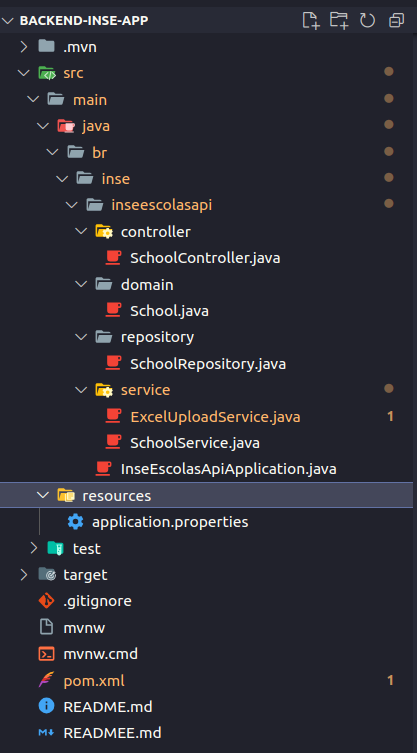 BACKEND-INSE-APP
.mvn
src
main
java
br
inse
inseescolasapi
controller
SchoolController.java
domain
School.java
repository
SchoolRepository.java
service
ExcelUploadService.java 1
SchoolService.java
InseEscolasApiApplication.java
resources
application.properties
test
target
.gitignore
mvnw
mvnw.cmd
pom.xml 1
README.md
READMEE.md